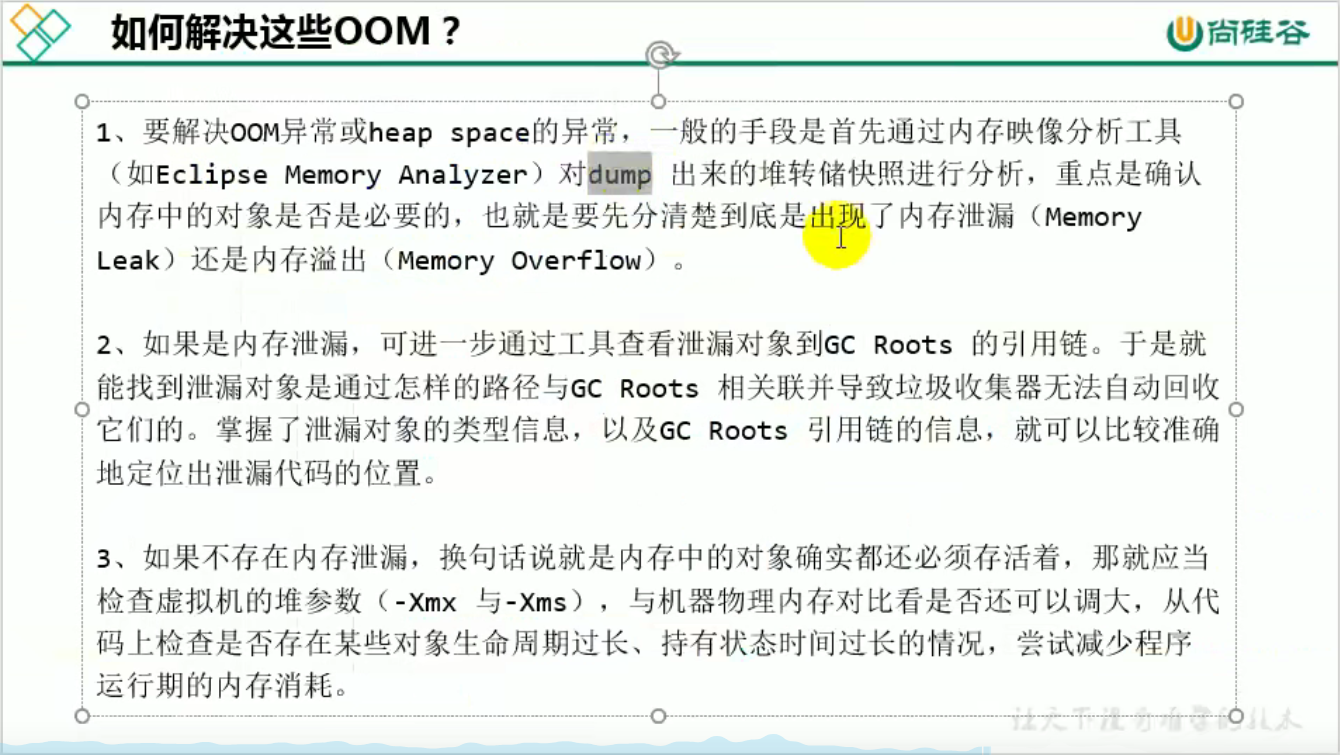 如何解决这些OOM？
尚硅谷
1、要解决OOM异常或heap space的异常，一般的手段是首先通过内存映像分析工具
（如Eclipse Memory Analyzer）对dump 出来的堆转储快照进行分析，重点是确认
内存中的对象是否是必要的，也就是要先分清楚到底是出现了内存泄漏（Memory
Leak）还是内存溢出（Memory Overflow）。
2、如果是内存泄漏，可进一步通过工具查看泄漏对象到GC Roots 的引用链。于是就
能找到泄漏对象是通过怎样的路径与GC Roots 相关联并导致垃圾收集器无法自动回收
它们的。掌握了泄漏对象的类型信息，以及GC Roots 引用链的信息，就可以比较准确
地定位出泄漏代码的位置。
3、如果不存在内存泄漏，换句话说就是内存中的对象确实都还必须存活着，那就应当
检查虚拟机的堆参数（-Xmx 与-Xms），与机器物理内存对比看是否还可以调大，从代
码上检查是否存在某些对象生命周期过长、持有状态时间过长的情况，尝试减少程序
运行期的内存消耗。
让天下没有难学的技术